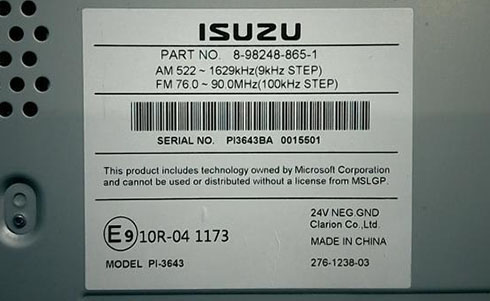 ISUZU
PART NO. 8-98248-865-1
AM 522 ~ 1629kHz(9kHz STEP)
FM 76.0 ~ 90.0MHz(100kHz STEP)
SERIAL NO. PI3643BA 0015501
This product includes technology owned by Microsoft Corporation
and cannot be used or distributed without a license from MSLGP.
E9 10R-04 1173
24V NEG.GND
Clarion Co.,Ltd.
MADE IN CHINA
MODEL PI-3643
276-1238-03